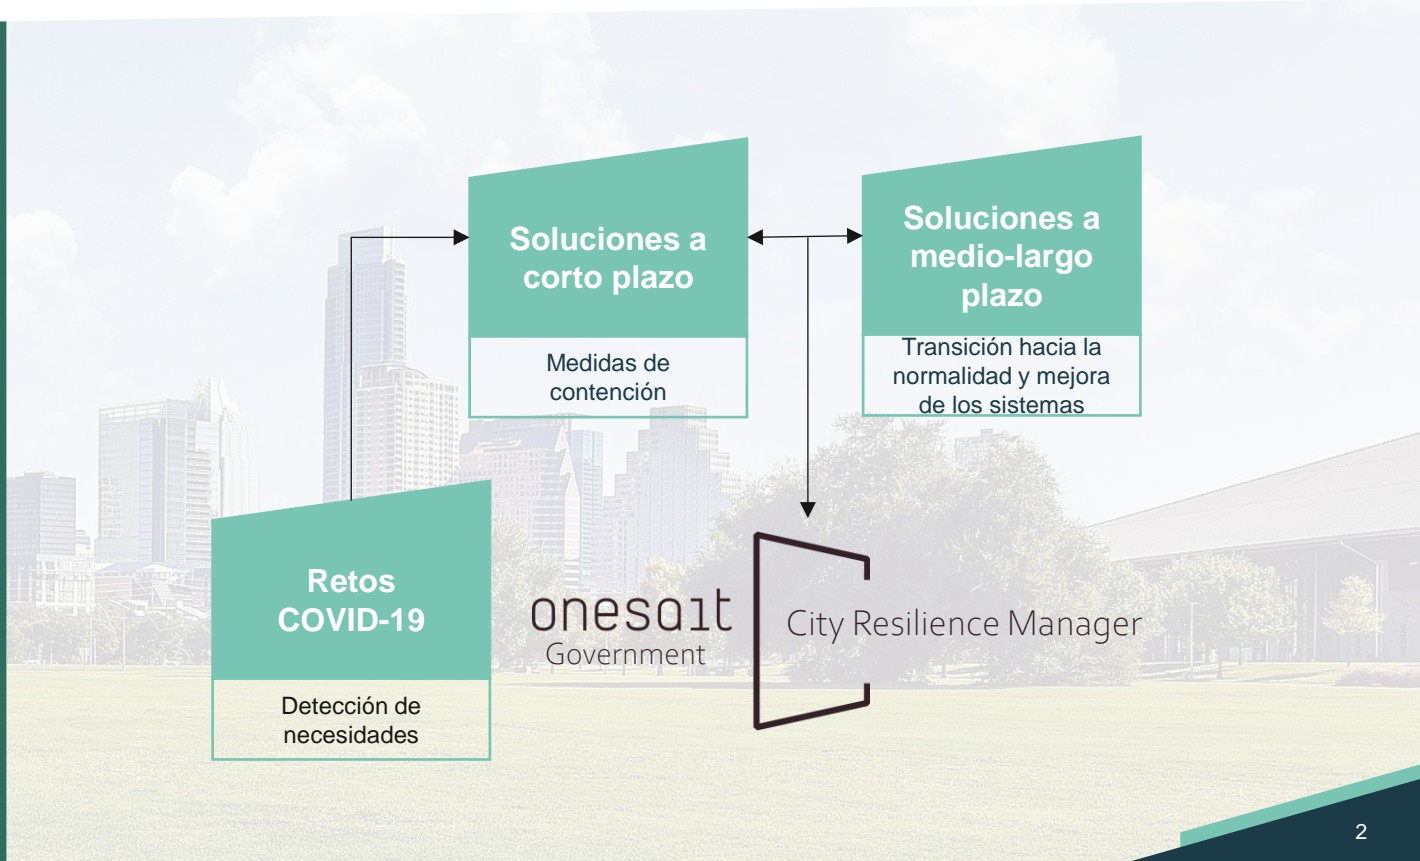 Soluciones a
corto plazo
Medidas de
contención
Soluciones a
medio-largo
plazo
Transición hacia la
normalidad y mejora
de los sistemas
Retos
COVID-19
Detección de
necesidades
onesait
Government
City Resilience Manager
2